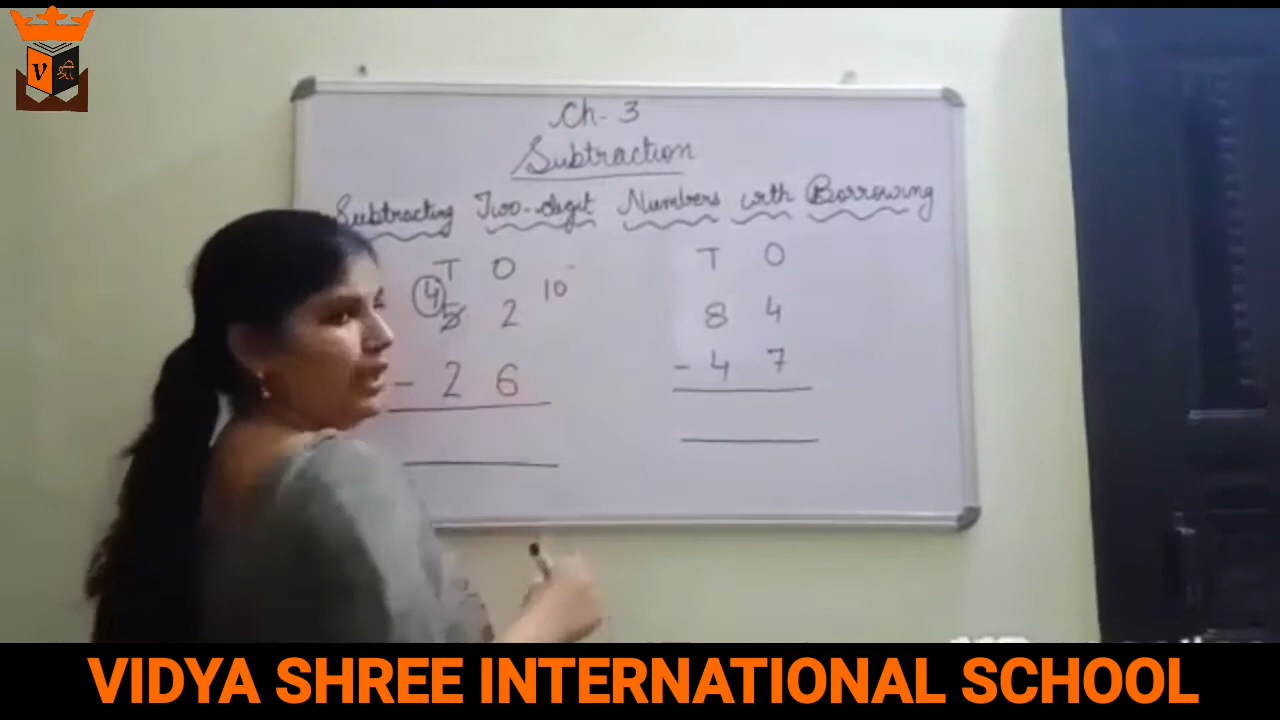 V श्री
Ch- 3
Subtraction
Subtracting Two-digit Numbers with Borrowing
T O
4 5 2 10
- 2 6
T O
8 4
- 4 7
VIDYA SHREE INTERNATIONAL SCHOOL